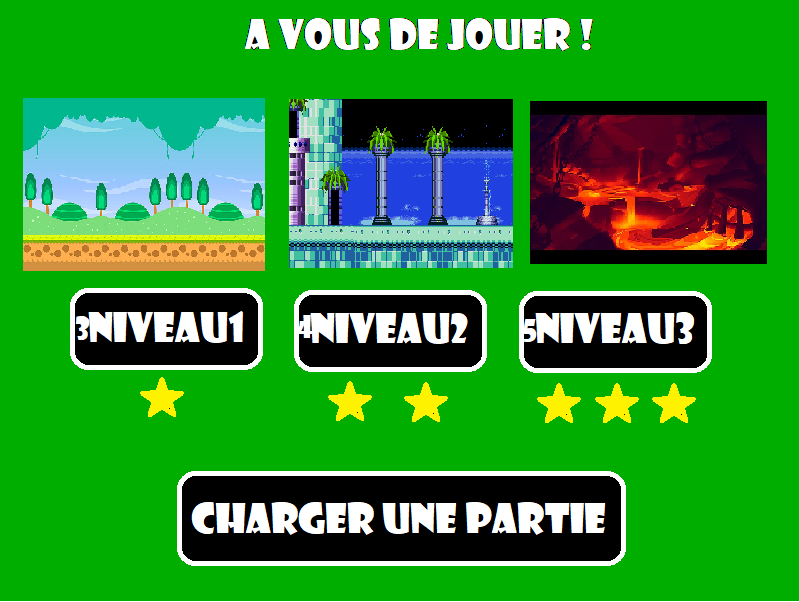 A VOUS DE JOUER !
3NIVEAU1
4NIVEAU2
5NIVEAU3
CHARGER UNE PARTIE